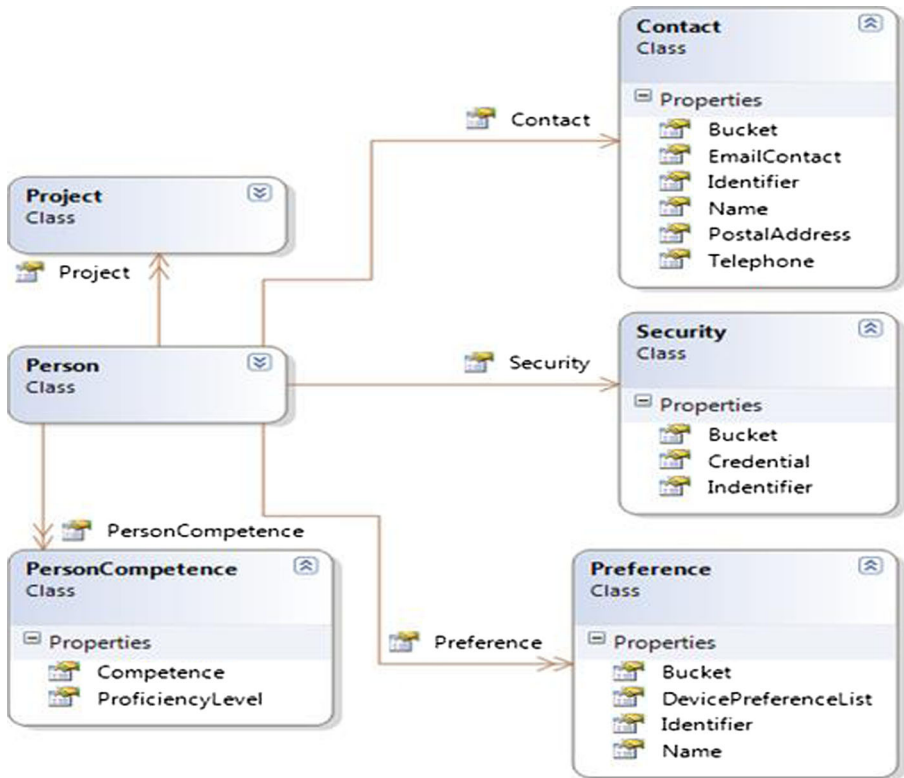 Contact
Class
Properties
Bucket
EmailContact
Identifier
Name
PostalAddress
Telephone
Contact
Project
Class
Project
Person
Class
Security
Security
Class
Properties
Bucket
Credential
Indentifier
PersonCompetence
PersonCompetence
Class
Properties
Competence
ProficiencyLevel
Preference
Preference
Class
Properties
Bucket
DevicePreferenceList
Identifier
Name